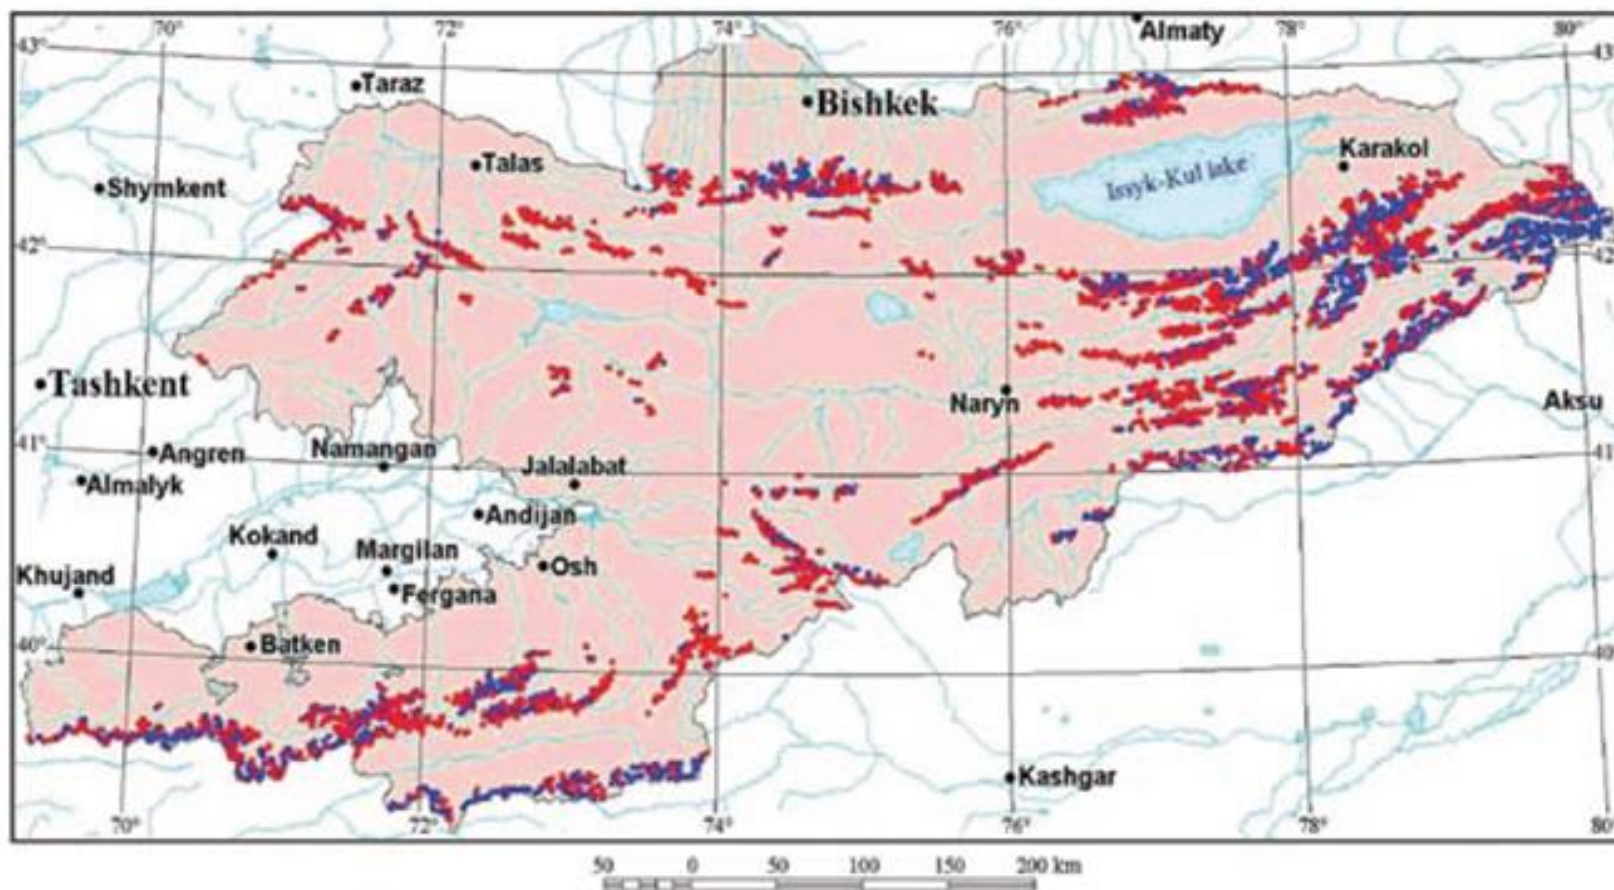 70° 72° 74° 76° 78° 80°
43° 43
Almaty
Taraz
Bishkek
Talas
Karakol
Shymkent
Issyk-Kul lake
42° 42
Tashkent
Naryn
Aksu
41° 41
Angren
Namangan
Jalalabat
Almalyk
Andijan
Kokand
Margilan
Osh
Khujand
Fergana
40° 40
Batken
Kashgar
70° 72° 74° 76° 78° 80°
50 0 50 100 150 200 km